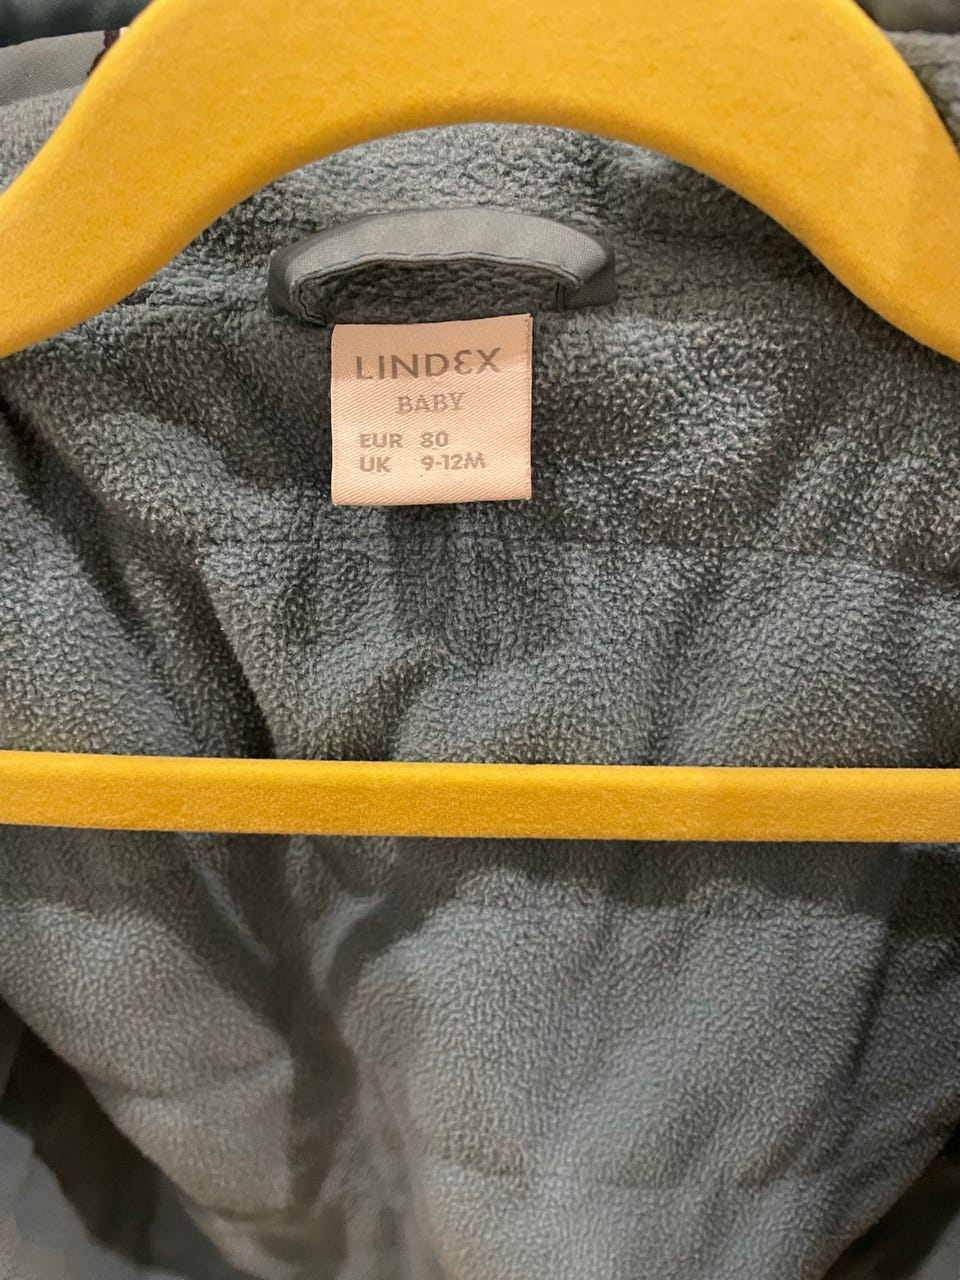 LINDEX
BABY
EUR 80
UK 9-12M